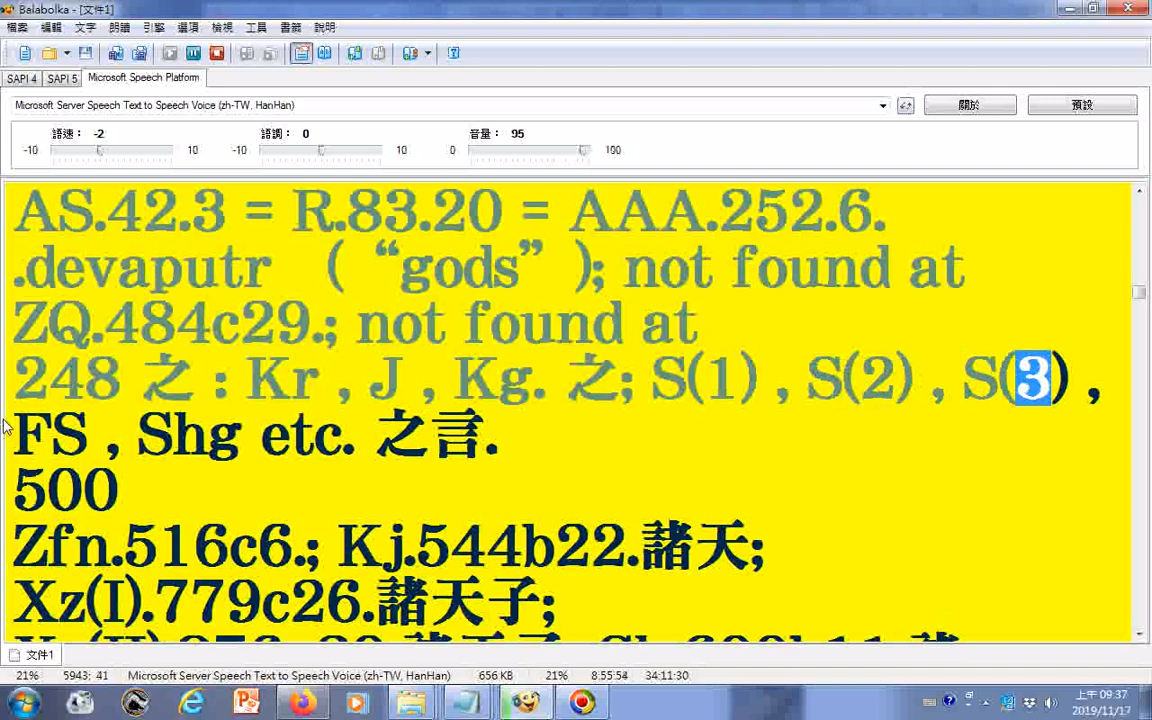 Balabolka - [文件1]
檔案 編輯 文字 朗讀 引擎 選項 檢視 工具 書籤 說明
SAPI 4 SAPI 5 Microsoft Speech Platform
Microsoft Server Speech Text to Speech Voice (zh-TW, HanHan) 關於 預設
語速： -2 語調： 0 音量： 95
-10 10 -10 10 0 100
AS.42.3 = R.83.20 = AAA.252.6.
.devaputr (“gods”); not found at
ZQ.484c29.; not found at
248 之 : Kr , J , Kg. 之; S(1) , S(2) , S(3) ,
FS , Shg etc. 之言.
500
Zfn.516c6.; Kj.544b22.諸天;
Xz(I).779c26.諸天子;
文件1
21% 5943: 41 Microsoft Server Speech Text to Speech Voice (zh-TW, HanHan) 656 KB 21% 8:55:54 34:11:30
上午 09:37
2019/11/17